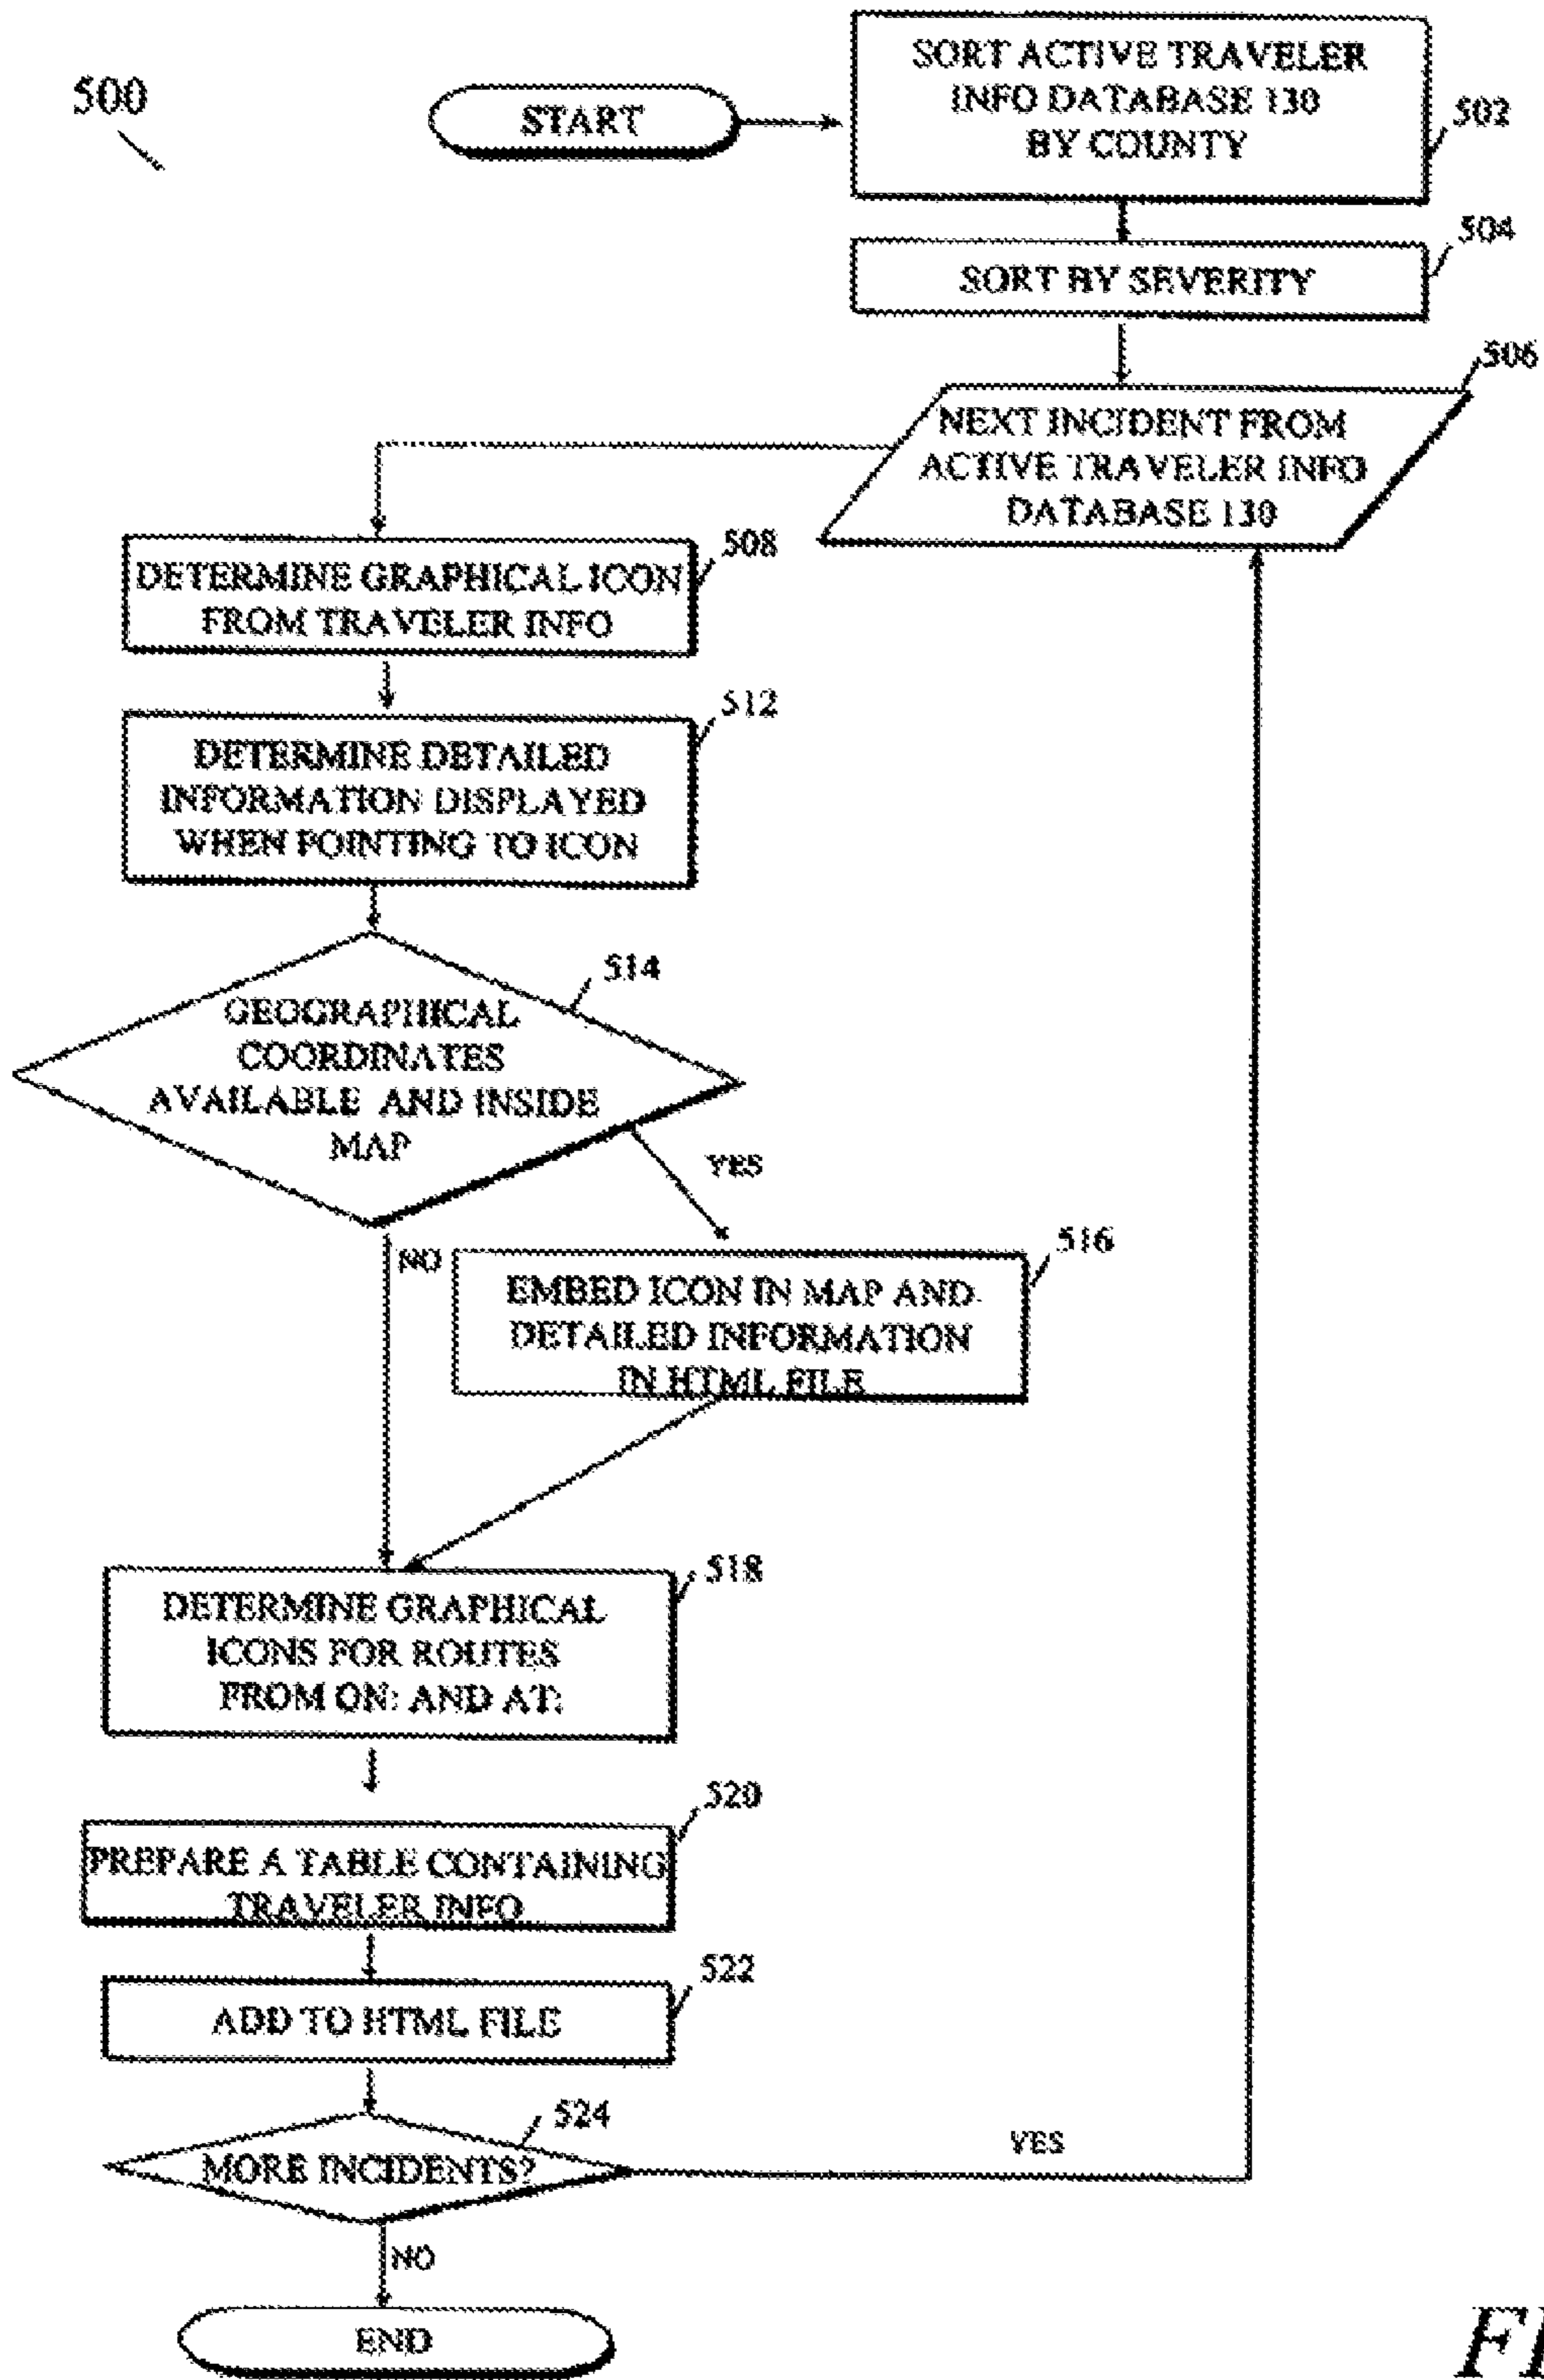 500
START
SORT ACTIVE TRAVELER
INFO DATABASE 130
BY COUNTY
502
SORT BY SEVERITY
504
NEXT INCIDENT FROM
ACTIVE TRAVELER INFO
DATABASE 130
506
DETERMINE GRAPHICAL ICON
FROM TRAVELER INFO
508
DETERMINE DETAILED
INFORMATION DISPLAYED
WHEN POINTING TO ICON
512
GEOGRAPHICAL
COORDINATES
AVAILABLE AND INSIDE
MAP
514
YES
NO
EMBED ICON IN MAP AND
DETAILED INFORMATION
IN HTML FILE
516
DETERMINE GRAPHICAL
ICONS FOR ROUTES
FROM ON: AND AT:
518
PREPARE A TABLE CONTAINING
TRAVELER INFO
520
ADD TO HTML FILE
522
MORE INCIDENTS?
524
YES
NO
END